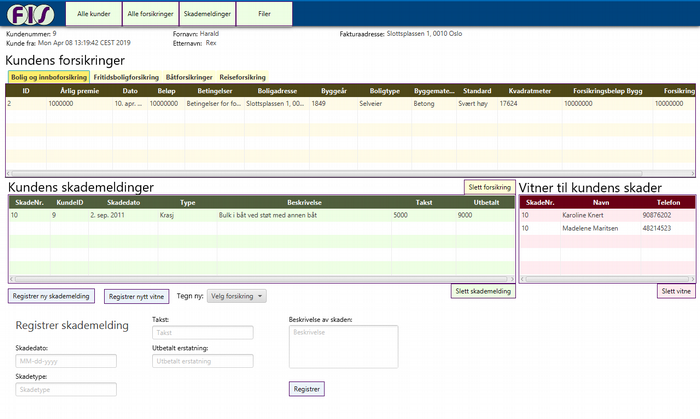 FIS
Alle kunder
Alle forsikringer
Skademeldinger
Filer
Kundenummer: 9
Fornavn: Harald
Fakturaadresse: Slottsplassen 1, 0010 Oslo
Kunde fra: Mon Apr 08 13:19:42 CEST 2019
Etternavn: Rex
Kundens forsikringer
Bolig og innboforsikring Fritidsboligforsikring Båtforsikringer Reiseforsikring
ID Årlig premie Dato Beløp Betingelser Boligadresse Byggeår Boligtype Byggemate... Standard Kvadratmeter Forsikringsbeløp Bygg Forsikring
2 1000000 10. apr. ... 10000000 Betingelser for fo... Slottsplassen 1, 00... 1849 Selveier Betong Svært høy 17624 10000000 10000000
Kundens skademeldinger
Slett forsikring
SkadeNr. KundeID Skadedato Type Beskrivelse Takst Utbetalt
10 9 2. sep. 2011 Krasj Bulk i båt ved støt med annen båt 5000 9000
Slett skademelding
Vitner til kundens skader
SkadeNr. Navn Telefon
10 Karoline Knert 90876202
10 Madelene Maritsen 48214523
Slett vitne
Registrer ny skademelding
Registrer nytt vitne
Tegn ny: Velg forsikring
Registrer skademelding
Skadedato:
MM-dd-yyyy
Skadetype:
Skadetype
Takst:
Takst
Utbetalt erstatning:
Utbetalt erstatning
Beskrivelse av skaden:
Beskrivelse
Registrer